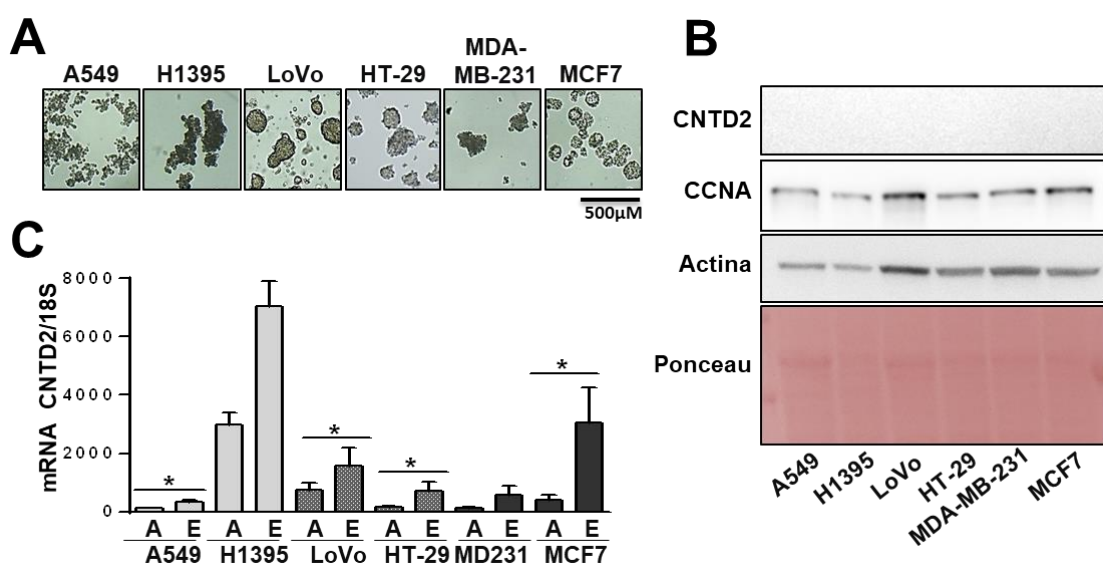 A
A549 H1395 LoVo HT-29 MDA-MB-231 MCF7
500µM
B
CNTD2
CCNA
Actina
Ponceau
A549 H1395 LoVo HT-29 MDA-MB-231 MCF7
C
mRNA CNTD2/18S
8000
6000
4000
2000
0
* * * *
A E A E A E A E A E A E
A549 H1395 LoVo HT-29 MD231 MCF7